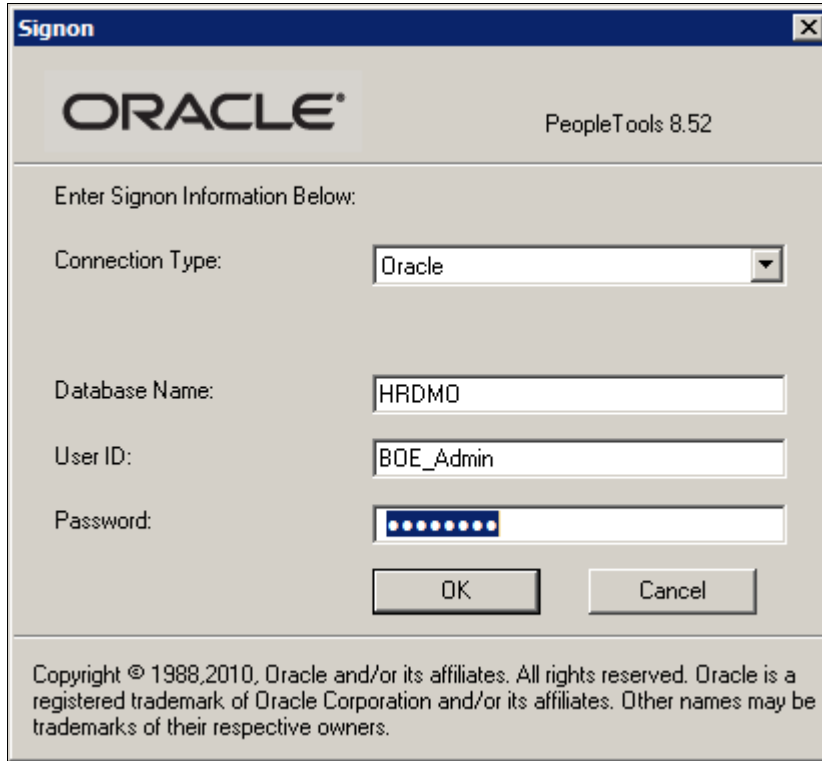 Signon
ORACLE
PeopleTools 8.52
Enter Signon Information Below:
Connection Type:
Oracle
Database Name:
HRDMO
User ID:
BOE_Admin
Password:
●●●●●●●●
OK
Cancel
Copyright © 1988,2010, Oracle and/or its affiliates. All rights reserved. Oracle is a
registered trademark of Oracle Corporation and/or its affiliates. Other names may be
trademarks of their respective owners.